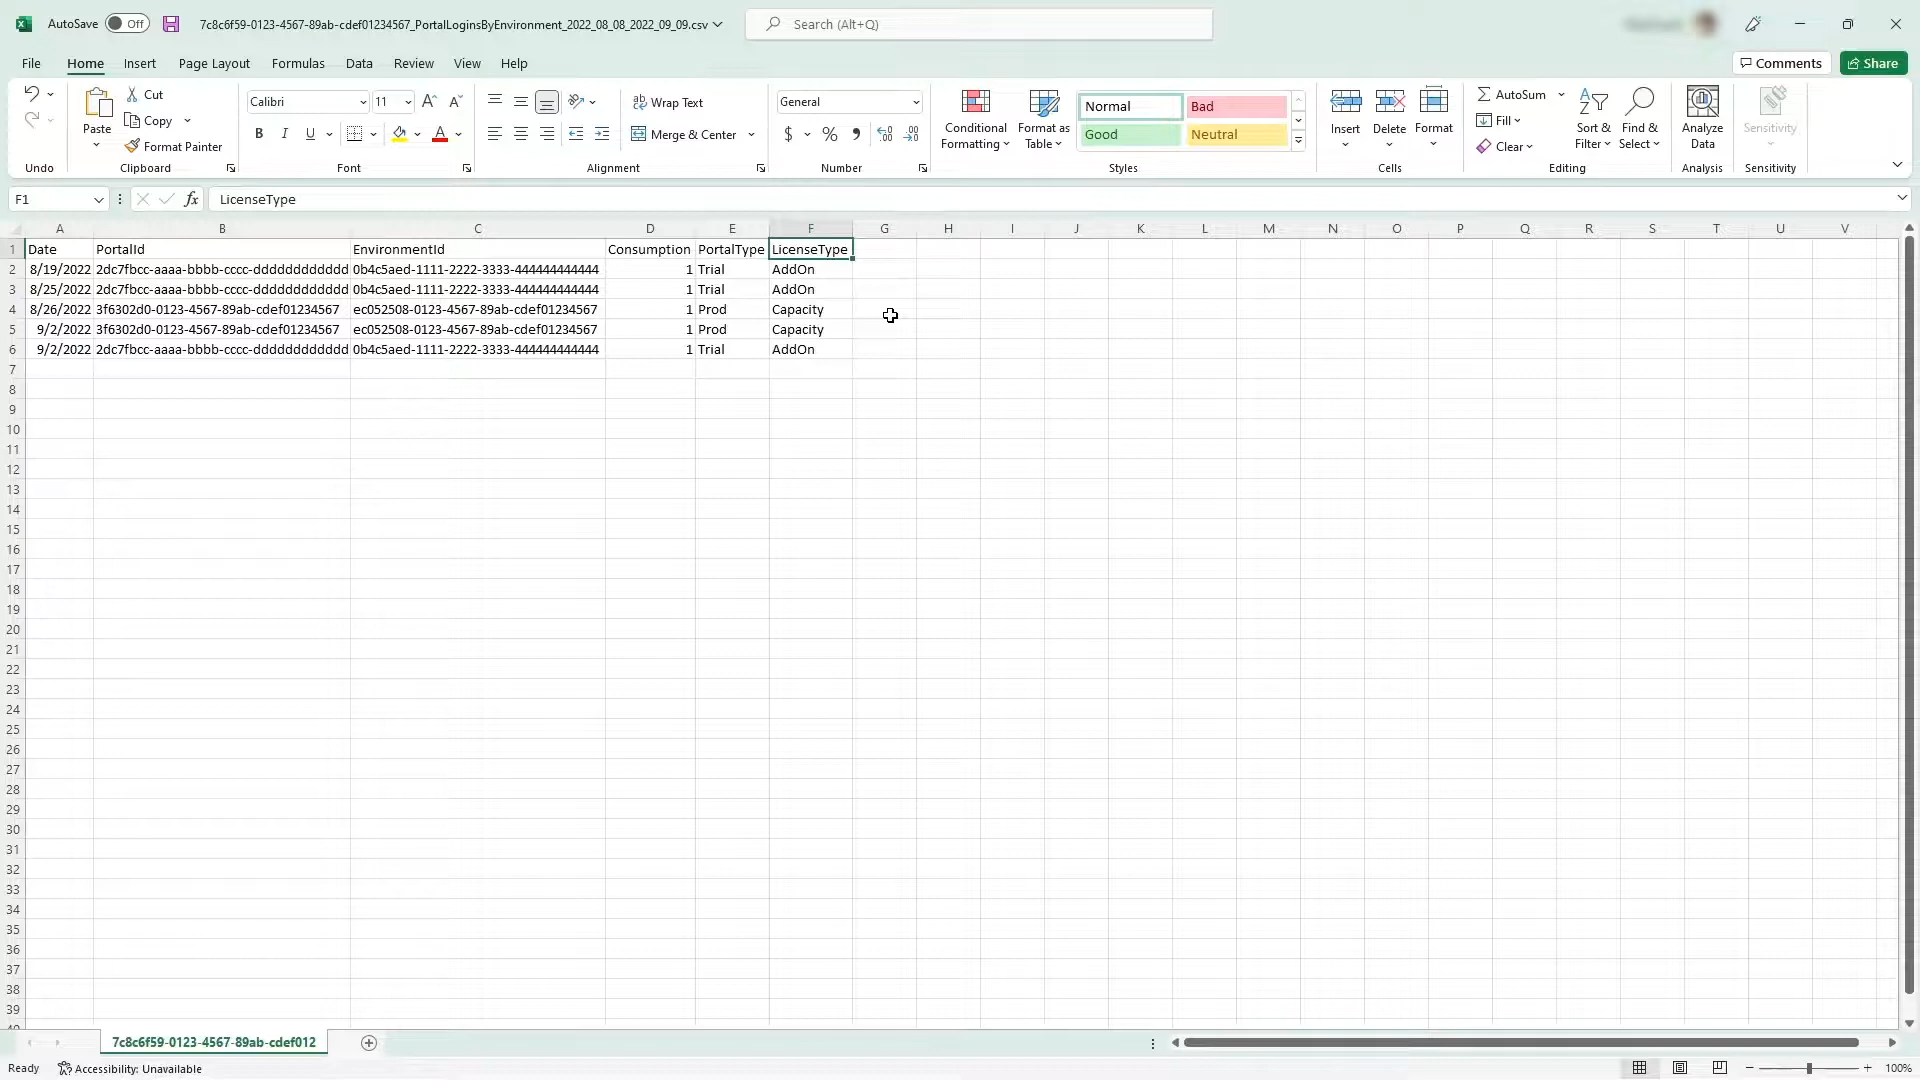 AutoSave Off 7c8c6f59-0123-4567-89ab-cdef01234567_PortalLoginsByEnvironment_2022_08_08_2022_09_09.csv Search (Alt+Q)
File Home Insert Page Layout Formulas Data Review View Help Comments Share
Cut
Copy
Format Painter
Paste
Undo Clipboard
Calibri 11
B I U
Font
Wrap Text
Merge & Center
Alignment
General
$ % ,
Number
Conditional Formatting
Format as Table
Normal Bad
Good Neutral
Styles
Insert Delete Format
Cells
AutoSum
Fill
Clear
Sort & Filter
Find & Select
Editing
Analyze Data
Analysis
Sensitivity
Sensitivity
F1 fx LicenseType
A B C D E F G H I J K L M N O P Q R S T U V
1 Date PortalId EnvironmentId Consumption PortalType LicenseType
2 8/19/2022 2dc7fbcc-aaaa-bbbb-cccc-dddddddddddd 0b4c5aed-1111-2222-3333-444444444444 1 Trial AddOn
3 8/25/2022 2dc7fbcc-aaaa-bbbb-cccc-dddddddddddd 0b4c5aed-1111-2222-3333-444444444444 1 Trial AddOn
4 8/26/2022 3f6302d0-0123-4567-89ab-cdef01234567 ec052508-0123-4567-89ab-cdef01234567 1 Prod Capacity
5 9/2/2022 3f6302d0-0123-4567-89ab-cdef01234567 ec052508-0123-4567-89ab-cdef01234567 1 Prod Capacity
6 9/2/2022 2dc7fbcc-aaaa-bbbb-cccc-dddddddddddd 0b4c5aed-1111-2222-3333-444444444444 1 Trial AddOn
7
8
9
10
11
12
13
14
15
16
17
18
19
20
21
22
23
24
25
26
27
28
29
30
31
32
33
34
35
36
37
38
39
7c8c6f59-0123-4567-89ab-cdef012
Ready Accessibility: Unavailable 100%